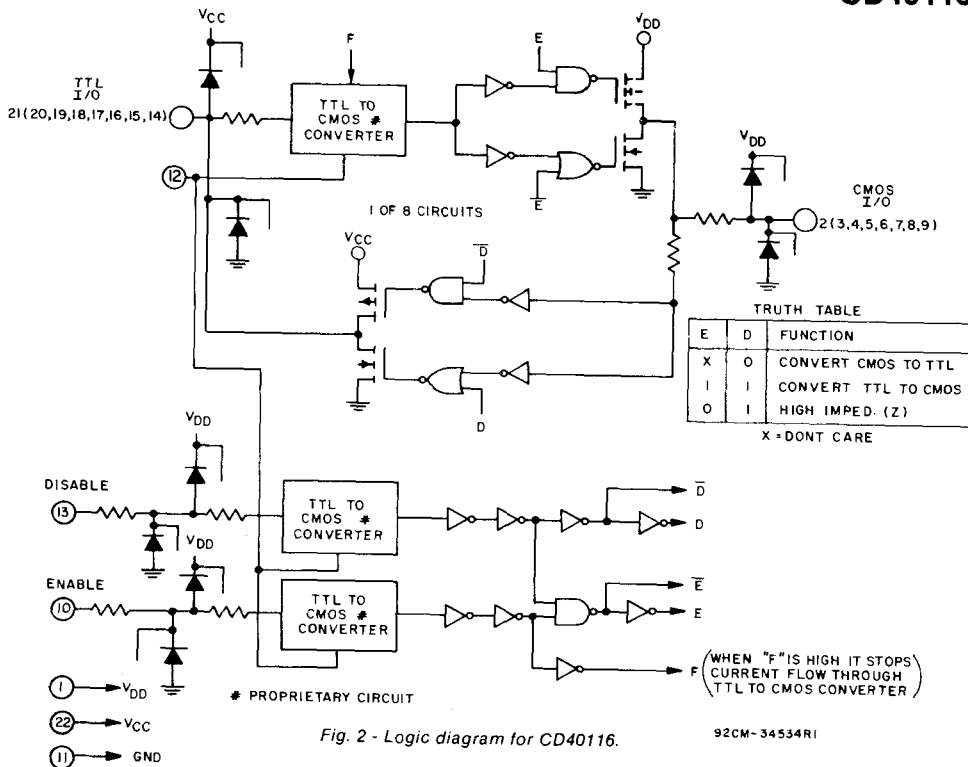 VCC
F
E
VDD
TTL
I/O
21(20,19,18,17,16,15,14)
TTL TO
CMOS #
CONVERTER
12
E
VDD
CMOS
I/O
2(3,4,5,6,7,8,9)
1 OF 8 CIRCUITS
VCC
D̅
D
TRUTH TABLE
E D FUNCTION
X 0 CONVERT CMOS TO TTL
1 1 CONVERT TTL TO CMOS
0 1 HIGH IMPED. (Z)
X = DONT CARE
VDD
DISABLE
13
TTL TO
CMOS #
CONVERTER
D̅
D
VDD
ENABLE
10
TTL TO
CMOS #
CONVERTER
E̅
E
F (WHEN "F" IS HIGH IT STOPS
CURRENT FLOW THROUGH
TTL TO CMOS CONVERTER)
# PROPRIETARY CIRCUIT
1 VDD
22 VCC
11 GND
Fig. 2 - Logic diagram for CD40116.
92CM-34534R1